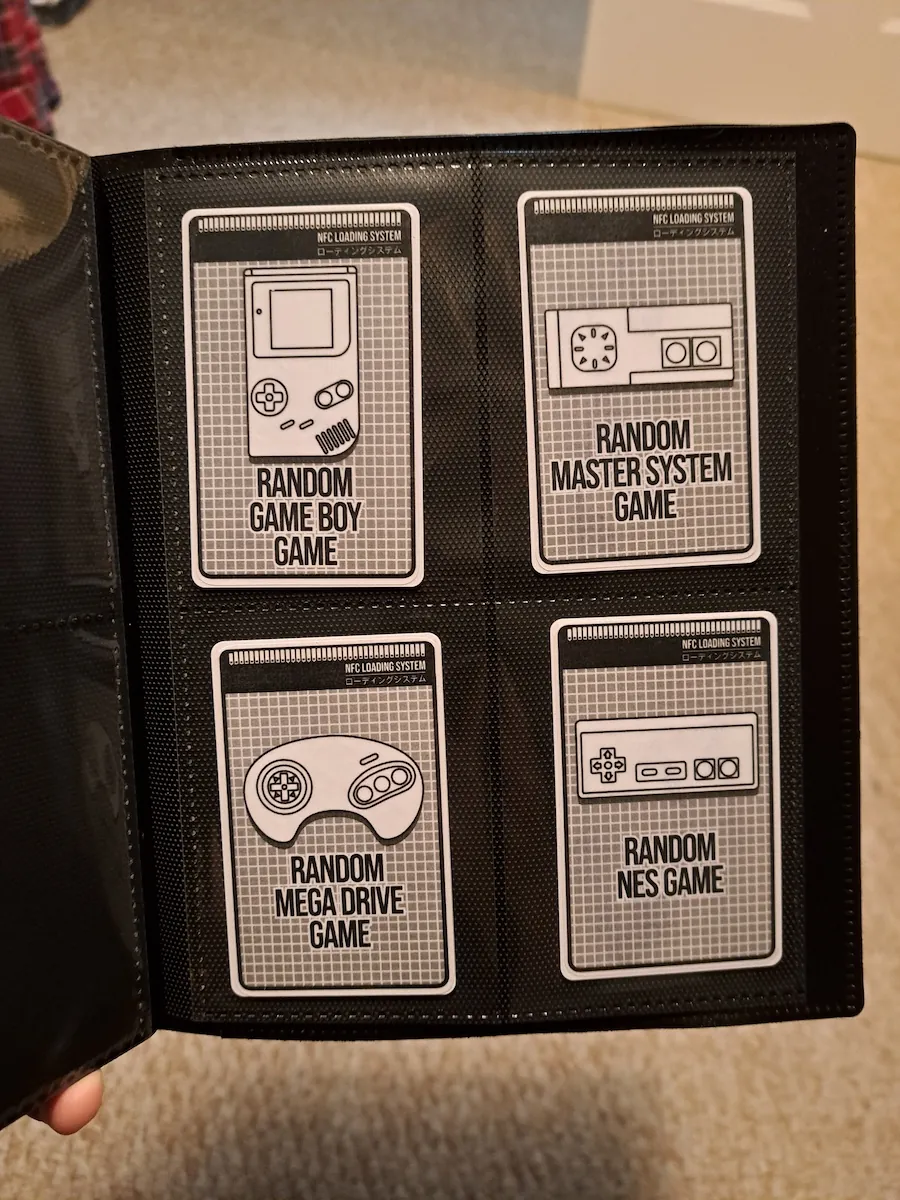 NFC LOADING SYSTEM
ローディングシステム
RANDOM
GAME BOY
GAME
NFC LOADING SYSTEM
ローディングシステム
RANDOM
MASTER SYSTEM
GAME
NFC LOADING SYSTEM
ローディングシステム
RANDOM
MEGA DRIVE
GAME
NFC LOADING SYSTEM
ローディングシステム
RANDOM
NES GAME